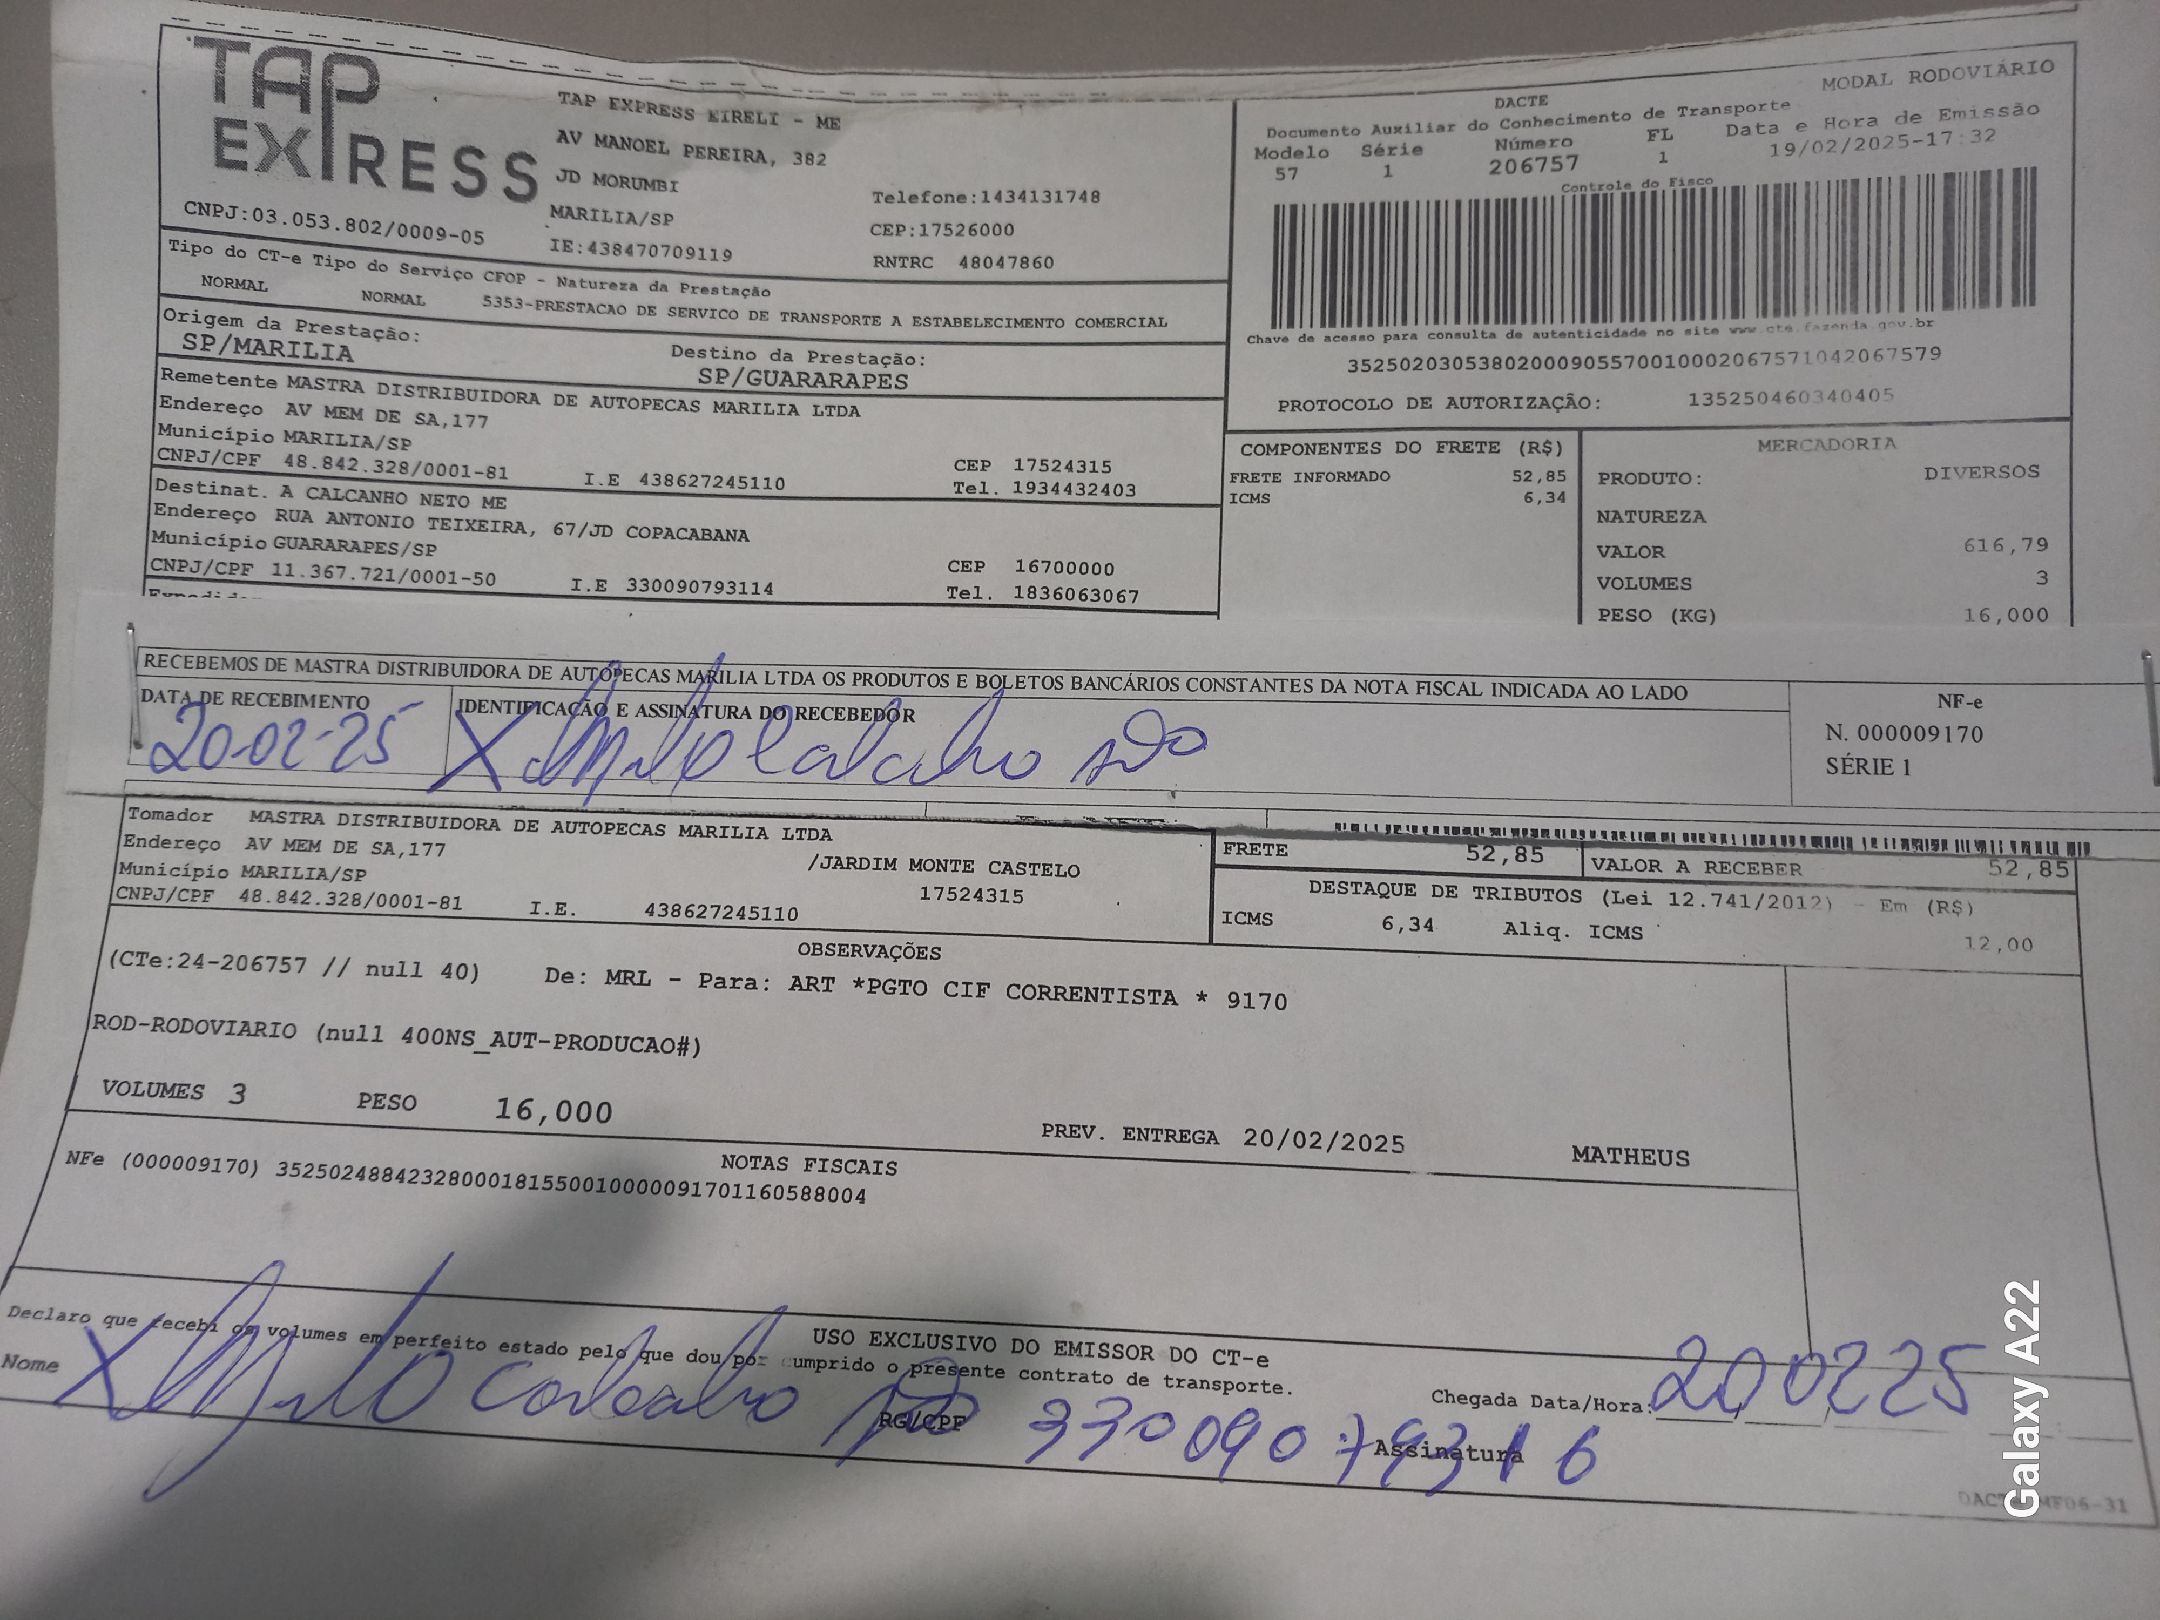 TAP EXPRESS
TAP EXPRESS EIRELI - ME
AV MANOEL PEREIRA, 382
JD MORUMBI
MARILIA/SP
IE:438470709119
Telefone:1434131748
CEP:17526000
RNTRC 48047860
CNPJ:03.053.802/0009-05
MODAL RODOVIÁRIO
DACTE
Documento Auxiliar do Conhecimento de Transporte
Modelo Série Número FL Data e Hora de Emissão
57 1 206757 1 19/02/2025-17:32
Controle do Fisco
Chave de acesso para consulta de autenticidade no site www.cte.fazenda.gov.br
35250203053802000905570010002067571042067579
PROTOCOLO DE AUTORIZAÇÃO: 135250460340405
Tipo do CT-e Tipo do Serviço CFOP - Natureza da Prestação
NORMAL NORMAL 5353-PRESTACAO DE SERVICO DE TRANSPORTE A ESTABELECIMENTO COMERCIAL
Origem da Prestação: Destino da Prestação:
SP/MARILIA SP/GUARARAPES
Remetente MASTRA DISTRIBUIDORA DE AUTOPECAS MARILIA LTDA
Endereço AV MEM DE SA,177
Município MARILIA/SP CEP 17524315
CNPJ/CPF 48.842.328/0001-81 I.E 438627245110 Tel. 1934432403
Destinat. A CALCANHO NETO ME
Endereço RUA ANTONIO TEIXEIRA, 67/JD COPACABANA
Município GUARARAPES/SP CEP 16700000
CNPJ/CPF 11.367.721/0001-50 I.E 330090793114 Tel. 1836063067
COMPONENTES DO FRETE (R$)
FRETE INFORMADO 52,85
ICMS 6,34
MERCADORIA
PRODUTO: DIVERSOS
NATUREZA
VALOR 616,79
VOLUMES 3
PESO (KG) 16,000
RECEBEMOS DE MASTRA DISTRIBUIDORA DE AUTOPECAS MARILIA LTDA OS PRODUTOS E BOLETOS BANCÁRIOS CONSTANTES DA NOTA FISCAL INDICADA AO LADO
DATA DE RECEBIMENTO IDENTIFICAÇÃO E ASSINATURA DO RECEBEDOR
20-02-25 X
NF-e
N. 000009170
SÉRIE 1
Tomador MASTRA DISTRIBUIDORA DE AUTOPECAS MARILIA LTDA
Endereço AV MEM DE SA,177 /JARDIM MONTE CASTELO
Município MARILIA/SP 17524315
CNPJ/CPF 48.842.328/0001-81 I.E. 438627245110
FRETE 52,85 VALOR A RECEBER 52,85
DESTAQUE DE TRIBUTOS (Lei 12.741/2012) - Em (R$)
ICMS 6,34 Aliq. ICMS 12,00
OBSERVAÇÕES
(CTe:24-206757 // null 40) De: MRL - Para: ART *PGTO CIF CORRENTISTA * 9170
ROD-RODOVIARIO (null 400NS_AUT-PRODUCAO#)
VOLUMES 3 PESO 16,000 PREV. ENTREGA 20/02/2025 MATHEUS
NOTAS FISCAIS
NFe (000009170) 35250248842328000181550010000091701160588004
USO EXCLUSIVO DO EMISSOR DO CT-e
Declaro que recebi os volumes em perfeito estado pelo que dou por cumprido o presente contrato de transporte.
Nome X RG/CPF Assinatura
Chegada Data/Hora: 200225
Galaxy A22